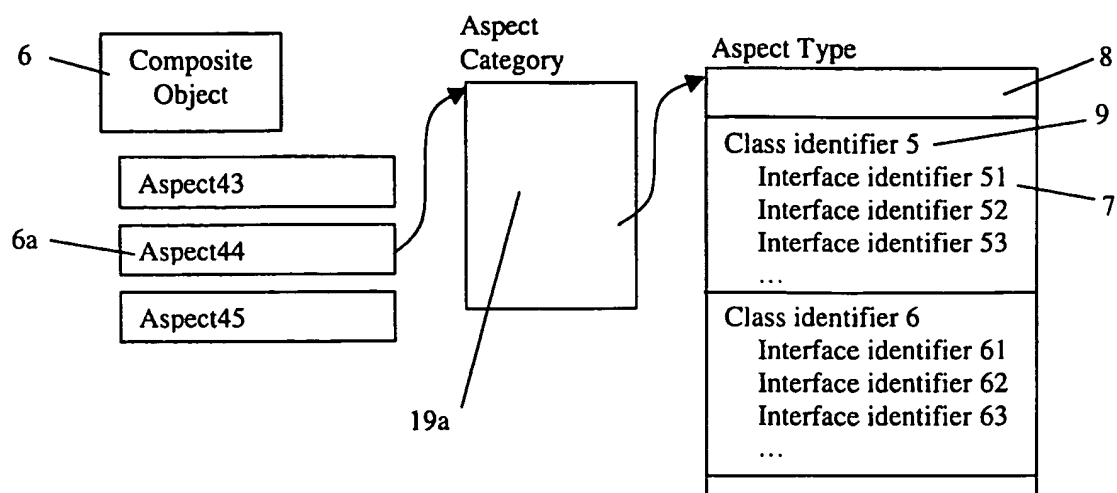 6
Composite
Object
Aspect43
6a
Aspect44
Aspect45
Aspect
Category
19a
Aspect Type
8
9
Class identifier 5
Interface identifier 51
7
Interface identifier 52
Interface identifier 53
...
Class identifier 6
Interface identifier 61
Interface identifier 62
Interface identifier 63
...